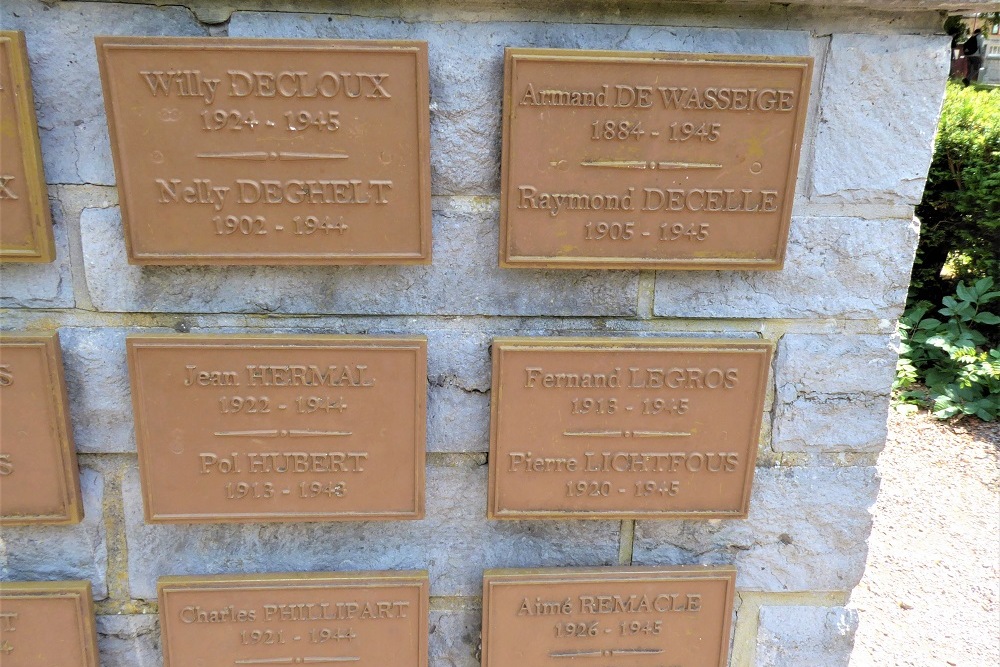 Willy DECLOUX
1924 - 1945
Nelly DEGHELT
1902 - 1944
Armand DE WASSEIGE
1884 - 1945
Raymond DECELLE
1905 - 1945
Jean HERMAL
1922 - 1944
Pol HUBERT
1913 - 1943
Fernand LEGROS
1913 - 1945
Pierre LICHTFOUS
1920 - 1945
Charles PHILLIPART
1921 - 1944
Aimé REMACLE
1926 - 1945